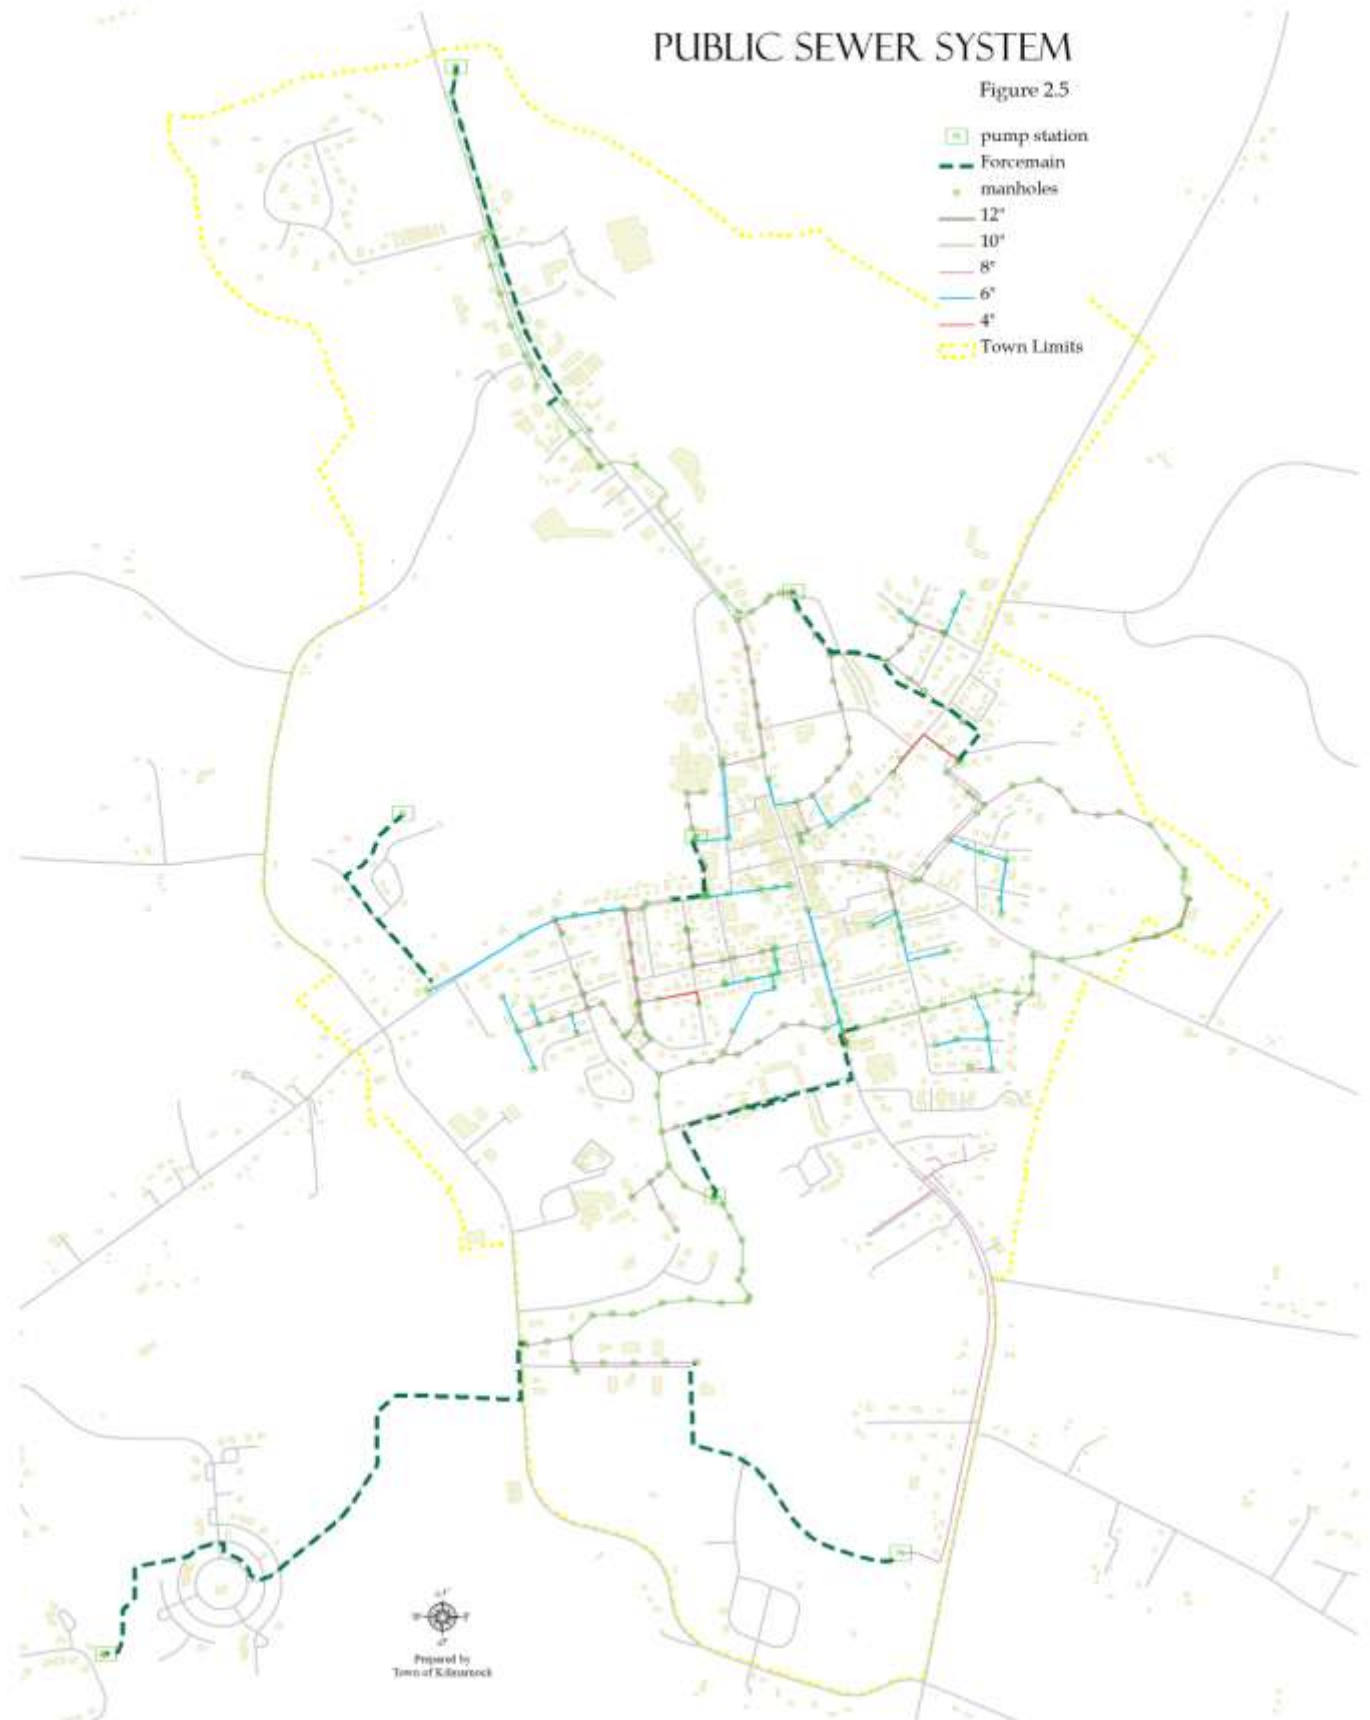 PUBLIC SEWER SYSTEM
Figure 2.5
pump station
Forcemain
manholes
12"
10"
8"
6"
4"
Town Limits
Prepared by
Town of Kilmarnock